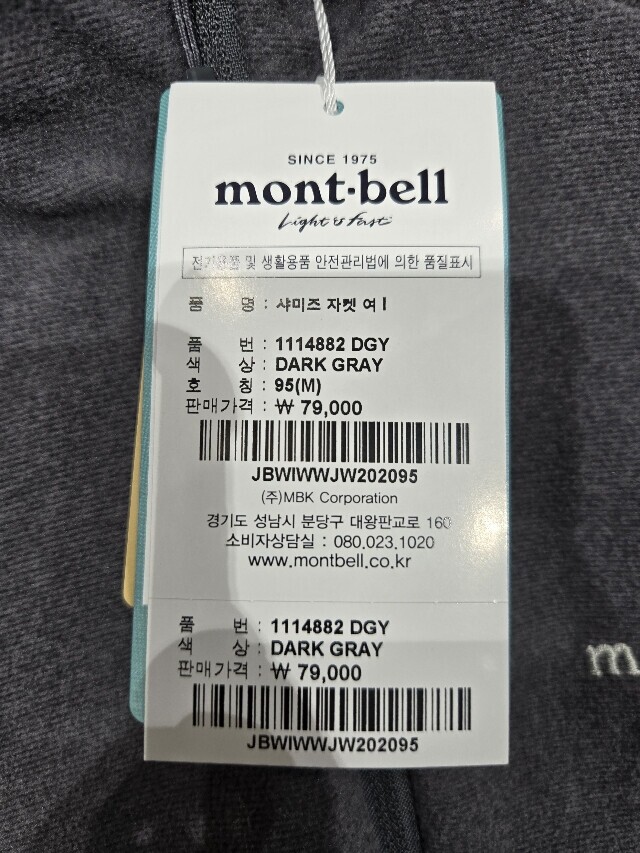 SINCE 1975
mont·bell
Light & Fast
전기용품 및 생활용품 안전관리법에 의한 품질표시
품 명 : 샤미즈 자켓 여 I
품 번 : 1114882 DGY
색 상 : DARK GRAY
호 칭 : 95(M)
판매가격 : ₩ 79,000
JBWIWWJW202095
(주)MBK Corporation
경기도 성남시 분당구 대왕판교로 160
소비자상담실 : 080.023.1020
www.montbell.co.kr
품 번 : 1114882 DGY
색 상 : DARK GRAY
판매가격 : ₩ 79,000
JBWIWWJW202095
m